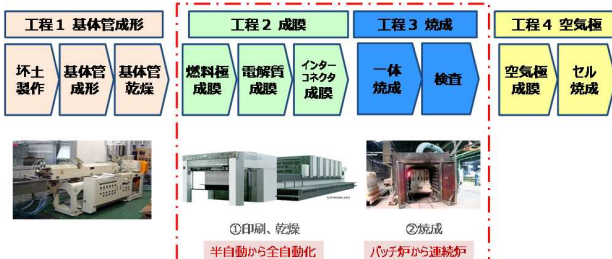 工程1 基体管成形
工程2 成膜
工程3 焼成
工程4 空気極
坏土
製作
基体管
成形
基体管
乾燥
燃料極
成膜
電解質
成膜
インター
コネクタ
成膜
一体
焼成
検査
空気極
成膜
セル
焼成
①印刷、乾燥
②焼成
半自動から全自動化
バッチ炉から連続炉